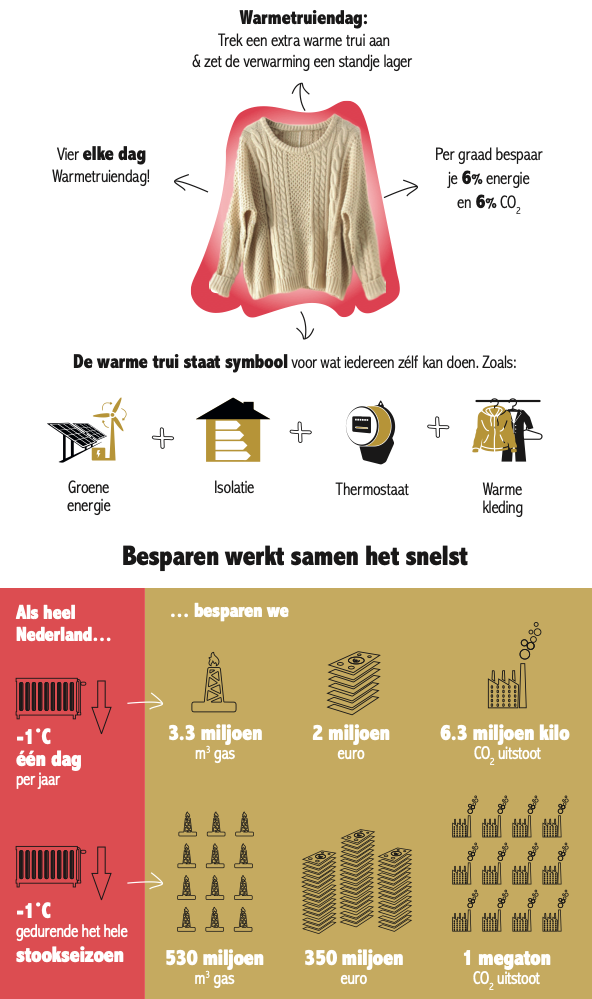 Warmetruiendag:
Trek een extra warme trui aan
& zet de verwarming een standje lager
Vier elke dag
Warmetruiendag!
Per graad bespaar
je 6% energie
en 6% CO₂
De warme trui staat symbool voor wat iedereen zélf kan doen. Zoals:
Groene
energie
Isolatie
Thermostaat
Warme
kleding
Besparen werkt samen het snelst
Als heel
Nederland...
... besparen we
-1°C
één dag
per jaar
3.3 miljoen
m³ gas
2 miljoen
euro
6.3 miljoen kilo
CO₂ uitstoot
-1°C
gedurende het hele
stookseizoen
530 miljoen
m³ gas
350 miljoen
euro
1 megaton
CO₂ uitstoot